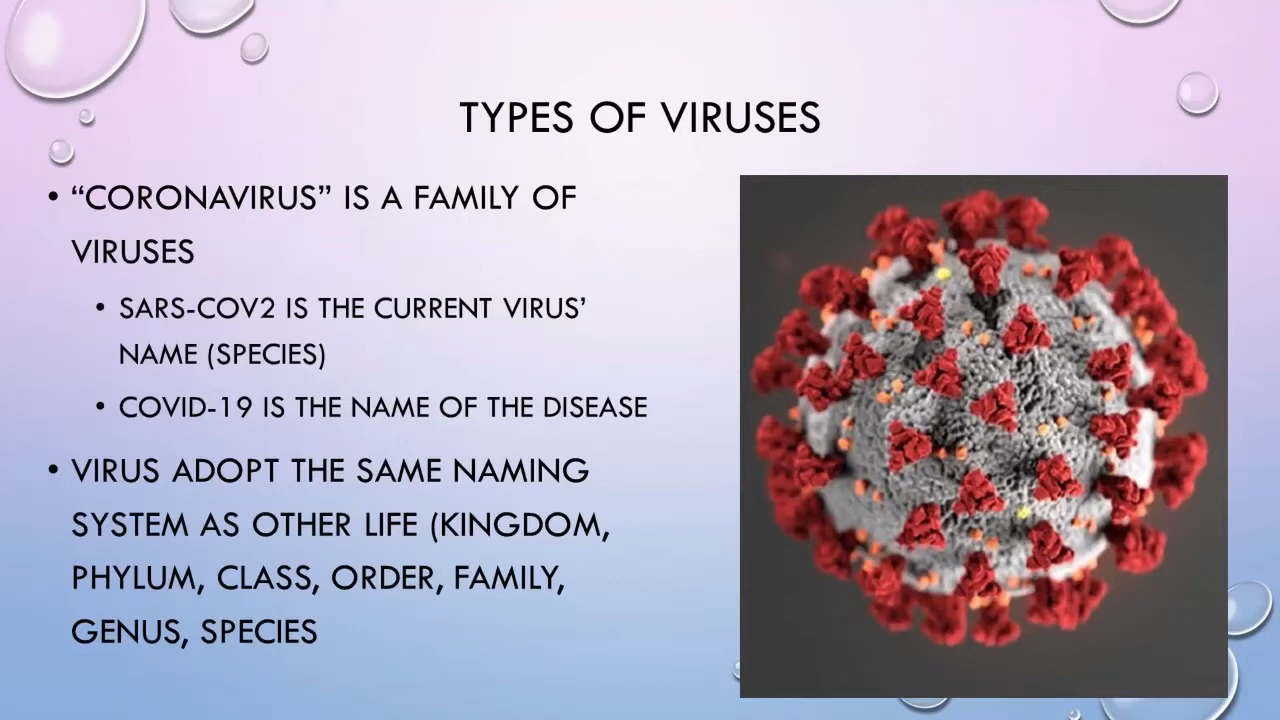 TYPES OF VIRUSES
• “CORONAVIRUS” IS A FAMILY OF
VIRUSES
• SARS-COV2 IS THE CURRENT VIRUS’
NAME (SPECIES)
• COVID-19 IS THE NAME OF THE DISEASE
• VIRUS ADOPT THE SAME NAMING
SYSTEM AS OTHER LIFE (KINGDOM,
PHYLUM, CLASS, ORDER, FAMILY,
GENUS, SPECIES